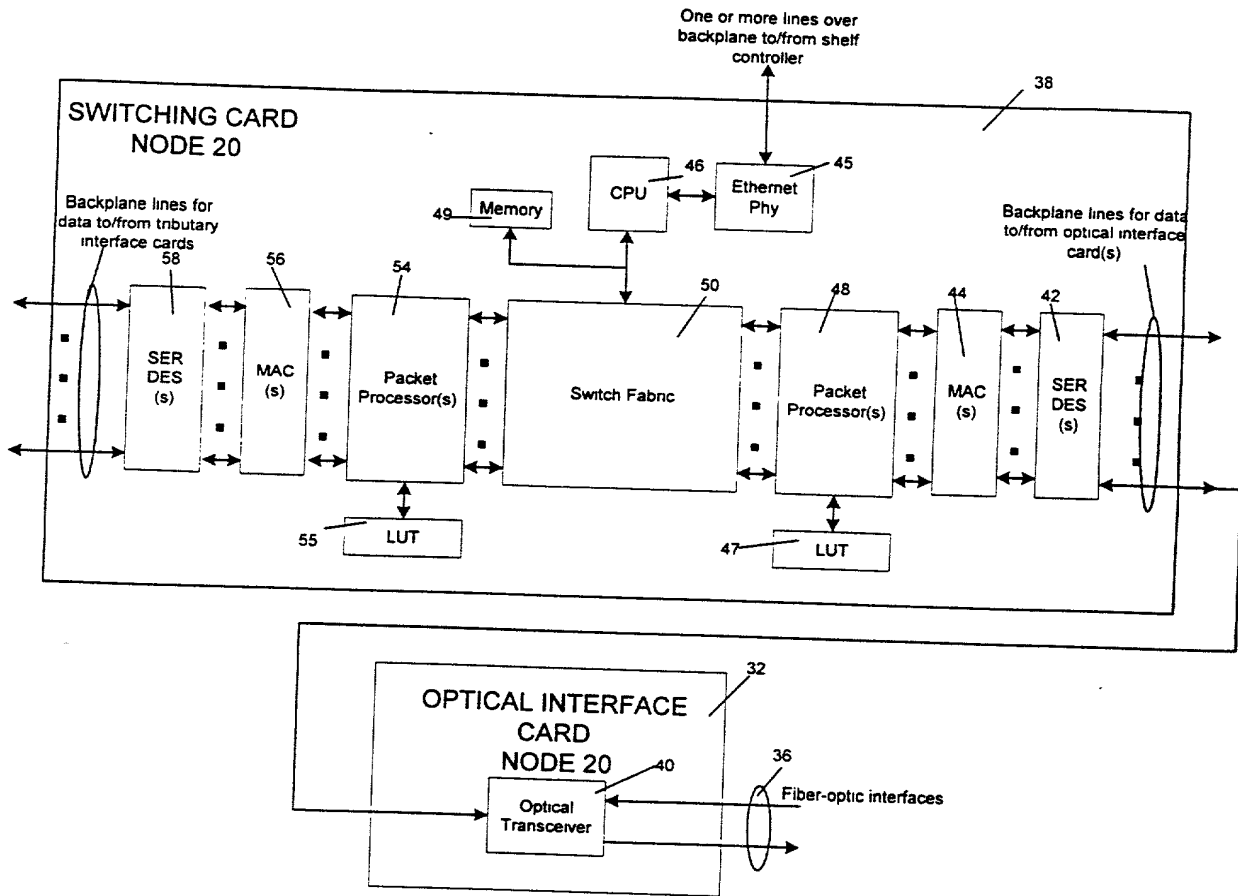 One or more lines over
backplane to/from shelf
controller
38
SWITCHING CARD
NODE 20
46
45
CPU
Ethernet
Phy
49
Memory
Backplane lines for
data to/from tributary
interface cards
Backplane lines for data
to/from optical interface
card(s)
58
56
54
50
48
44
42
SER
DES
(s)
MAC
(s)
Packet
Processor(s)
Switch Fabric
Packet
Processor(s)
MAC
(s)
SER
DES
(s)
55
LUT
47
LUT
32
OPTICAL INTERFACE
CARD
NODE 20
40
36
Optical
Transceiver
Fiber-optic interfaces